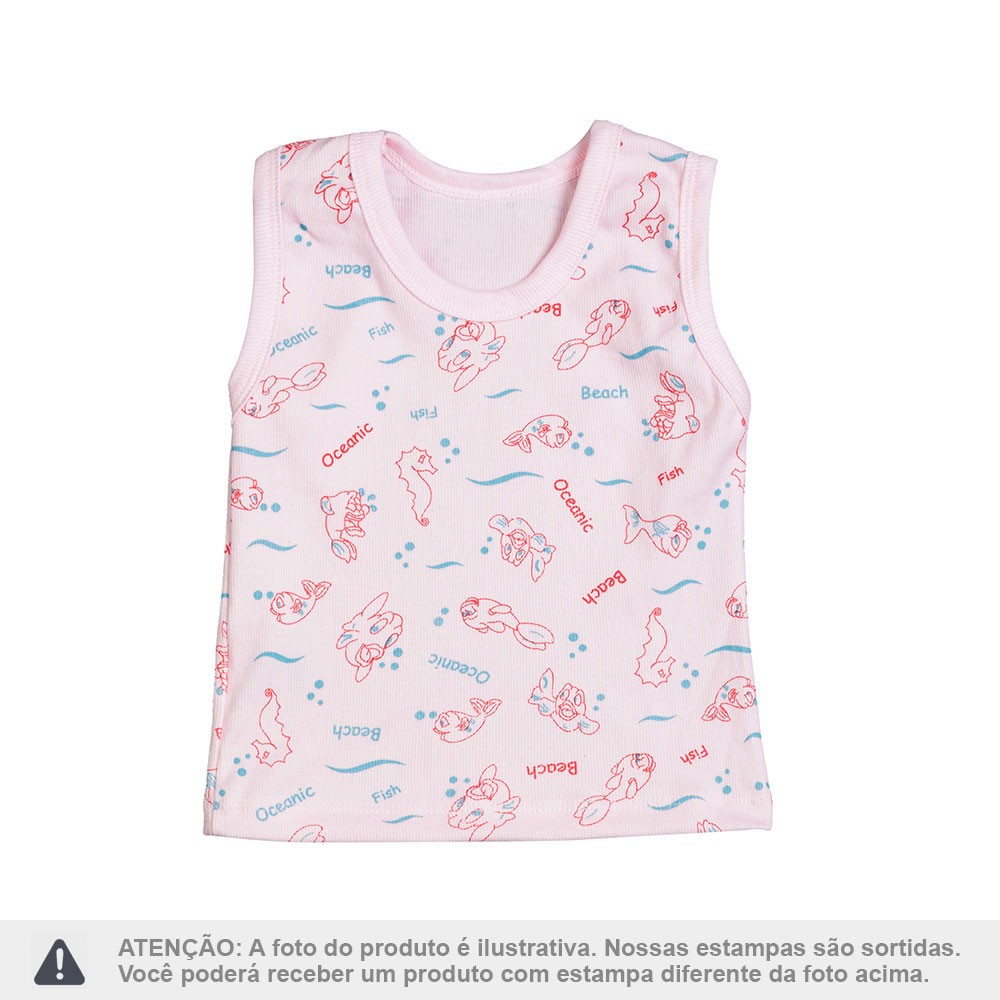 Beach
Beach
Oceanic
Fish
Fish
Beach
Fish
Oceanic
Fish
Oceanic
Beach
Oceanic
Beach
Beach
Fish
Oceanic
Fish
ATENÇÃO: A foto do produto é ilustrativa. Nossas estampas são sortidas.
Você poderá receber um produto com estampa diferente da foto acima.